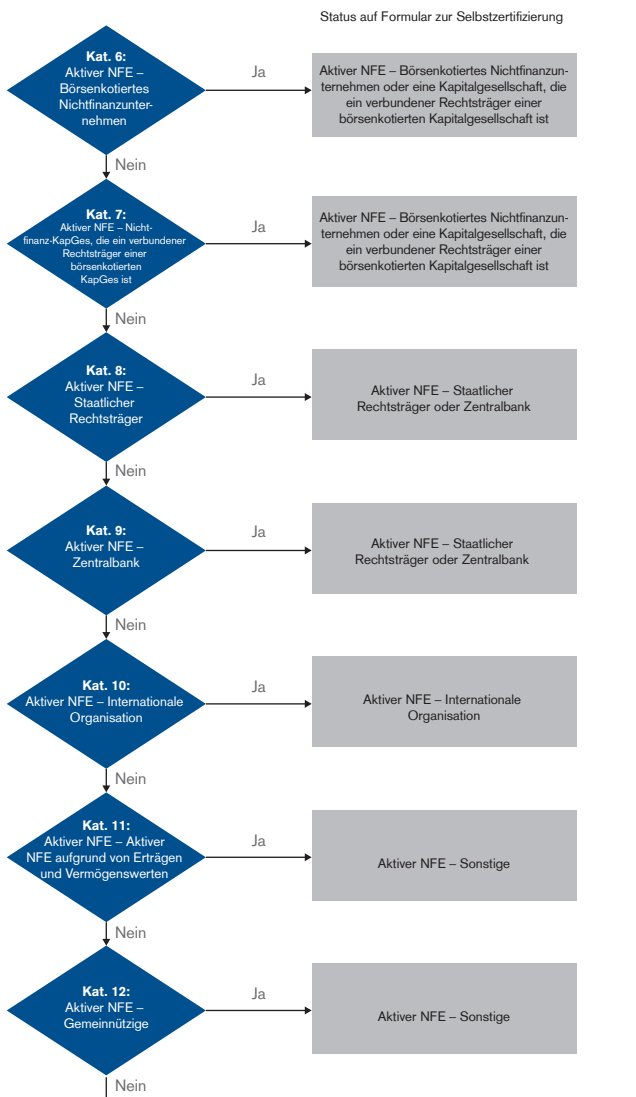 Status auf Formular zur Selbstzertifizierung
Kat. 6:
Aktiver NFE –
Börsenkotiertes
Nichtfinanzunter-
nehmen
Ja
Aktiver NFE – Börsenkotiertes Nichtfinanzun-
ternehmen oder eine Kapitalgesellschaft, die
ein verbundener Rechtsträger einer
börsenkotierten Kapitalgesellschaft ist
Nein
Kat. 7:
Aktiver NFE – Nicht-
finanz-KapGes, die ein verbundener
Rechtsträger einer
börsenkotierten
KapGes ist
Ja
Aktiver NFE – Börsenkotiertes Nichtfinanzun-
ternehmen oder eine Kapitalgesellschaft, die
ein verbundener Rechtsträger einer
börsenkotierten Kapitalgesellschaft ist
Nein
Kat. 8:
Aktiver NFE –
Staatlicher
Rechtsträger
Ja
Aktiver NFE – Staatlicher
Rechtsträger oder Zentralbank
Nein
Kat. 9:
Aktiver NFE –
Zentralbank
Ja
Aktiver NFE – Staatlicher
Rechtsträger oder Zentralbank
Nein
Kat. 10:
Aktiver NFE – Internationale
Organisation
Ja
Aktiver NFE – Internationale
Organisation
Nein
Kat. 11:
Aktiver NFE – Aktiver
NFE aufgrund von Erträgen
und Vermögenswerten
Ja
Aktiver NFE – Sonstige
Nein
Kat. 12:
Aktiver NFE –
Gemeinnützige
Ja
Aktiver NFE – Sonstige
Nein